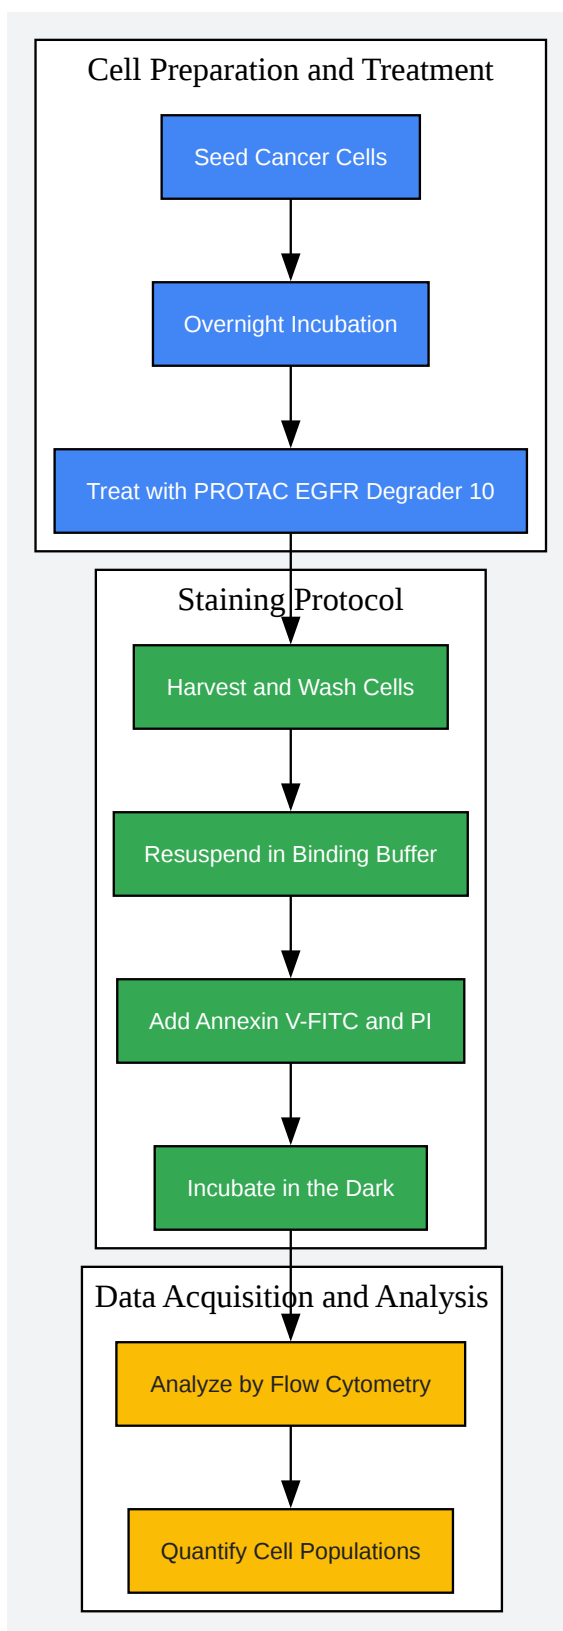 Cell Preparation and Treatment
Seed Cancer Cells
Overnight Incubation
Treat with PROTAC EGFR Degrader 10
Staining Protocol
Harvest and Wash Cells
Resuspend in Binding Buffer
Add Annexin V-FITC and PI
Incubate in the Dark
Data Acquisition and Analysis
Analyze by Flow Cytometry
Quantify Cell Populations